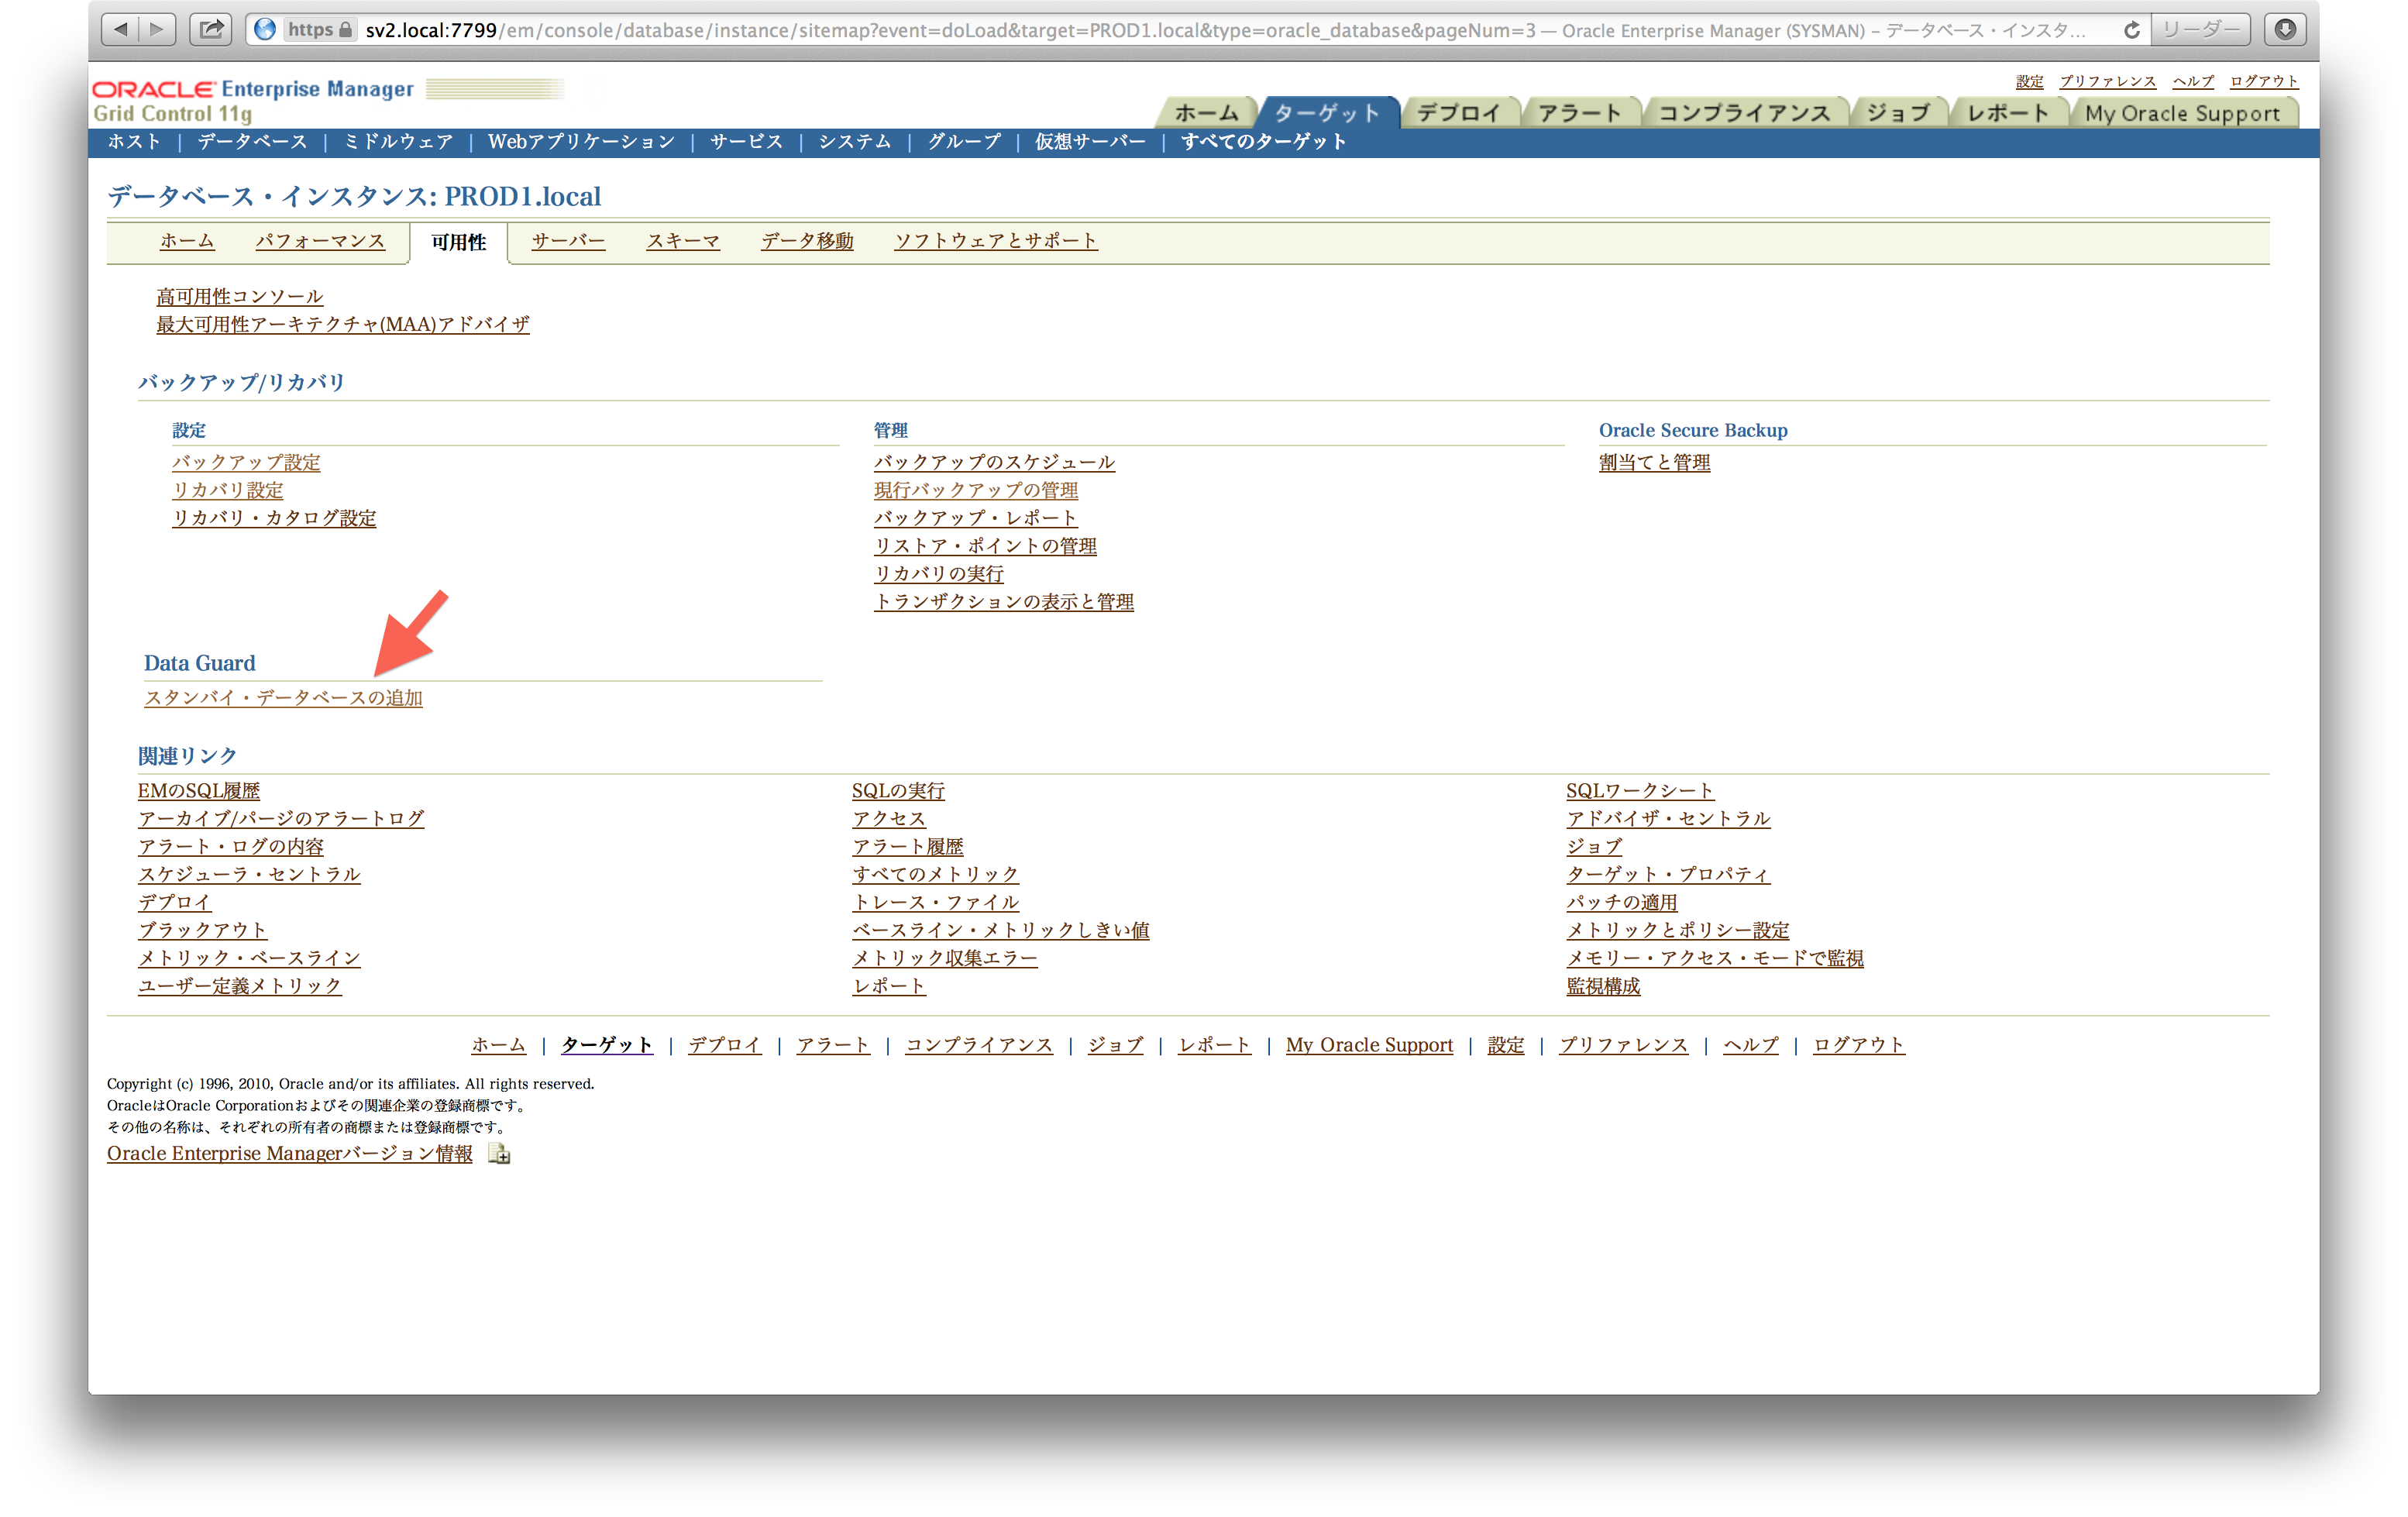 https sv2.local:7799/em/console/database/instance/sitemap?event=doLoad&target=PROD1.local&type=oracle_database&pageNum=3 — Oracle Enterprise Manager (SYSMAN) – データベース・インスタ... リーダー
設定 プリファレンス ヘルプ ログアウト
ORACLE Enterprise Manager
Grid Control 11g
ホーム ターゲット デプロイ アラート コンプライアンス ジョブ レポート My Oracle Support
ホスト | データベース | ミドルウェア | Webアプリケーション | サービス | システム | グループ | 仮想サーバー | すべてのターゲット
データベース・インスタンス: PROD1.local
ホーム パフォーマンス 可用性 サーバー スキーマ データ移動 ソフトウェアとサポート
高可用性コンソール
最大可用性アーキテクチャ(MAA)アドバイザ
バックアップ/リカバリ
設定
バックアップ設定
リカバリ設定
リカバリ・カタログ設定
管理
バックアップのスケジュール
現行バックアップの管理
バックアップ・レポート
リストア・ポイントの管理
リカバリの実行
トランザクションの表示と管理
Oracle Secure Backup
割当てと管理
Data Guard
スタンバイ・データベースの追加
関連リンク
EMのSQL履歴 SQLの実行 SQLワークシート
アーカイブ/パージのアラートログ アクセス アドバイザ・セントラル
アラート・ログの内容 アラート履歴 ジョブ
スケジューラ・セントラル すべてのメトリック ターゲット・プロパティ
デプロイ トレース・ファイル パッチの適用
ブラックアウト ベースライン・メトリックしきい値 メトリックとポリシー設定
メトリック・ベースライン メトリック収集エラー メモリー・アクセス・モードで監視
ユーザー定義メトリック レポート 監視構成
ホーム | ターゲット | デプロイ | アラート | コンプライアンス | ジョブ | レポート | My Oracle Support | 設定 | プリファレンス | ヘルプ | ログアウト
Copyright (c) 1996, 2010, Oracle and/or its affiliates. All rights reserved.
OracleはOracle Corporationおよびその関連企業の登録商標です。
その他の名称は、それぞれの所有者の商標または登録商標です。
Oracle Enterprise Managerバージョン情報